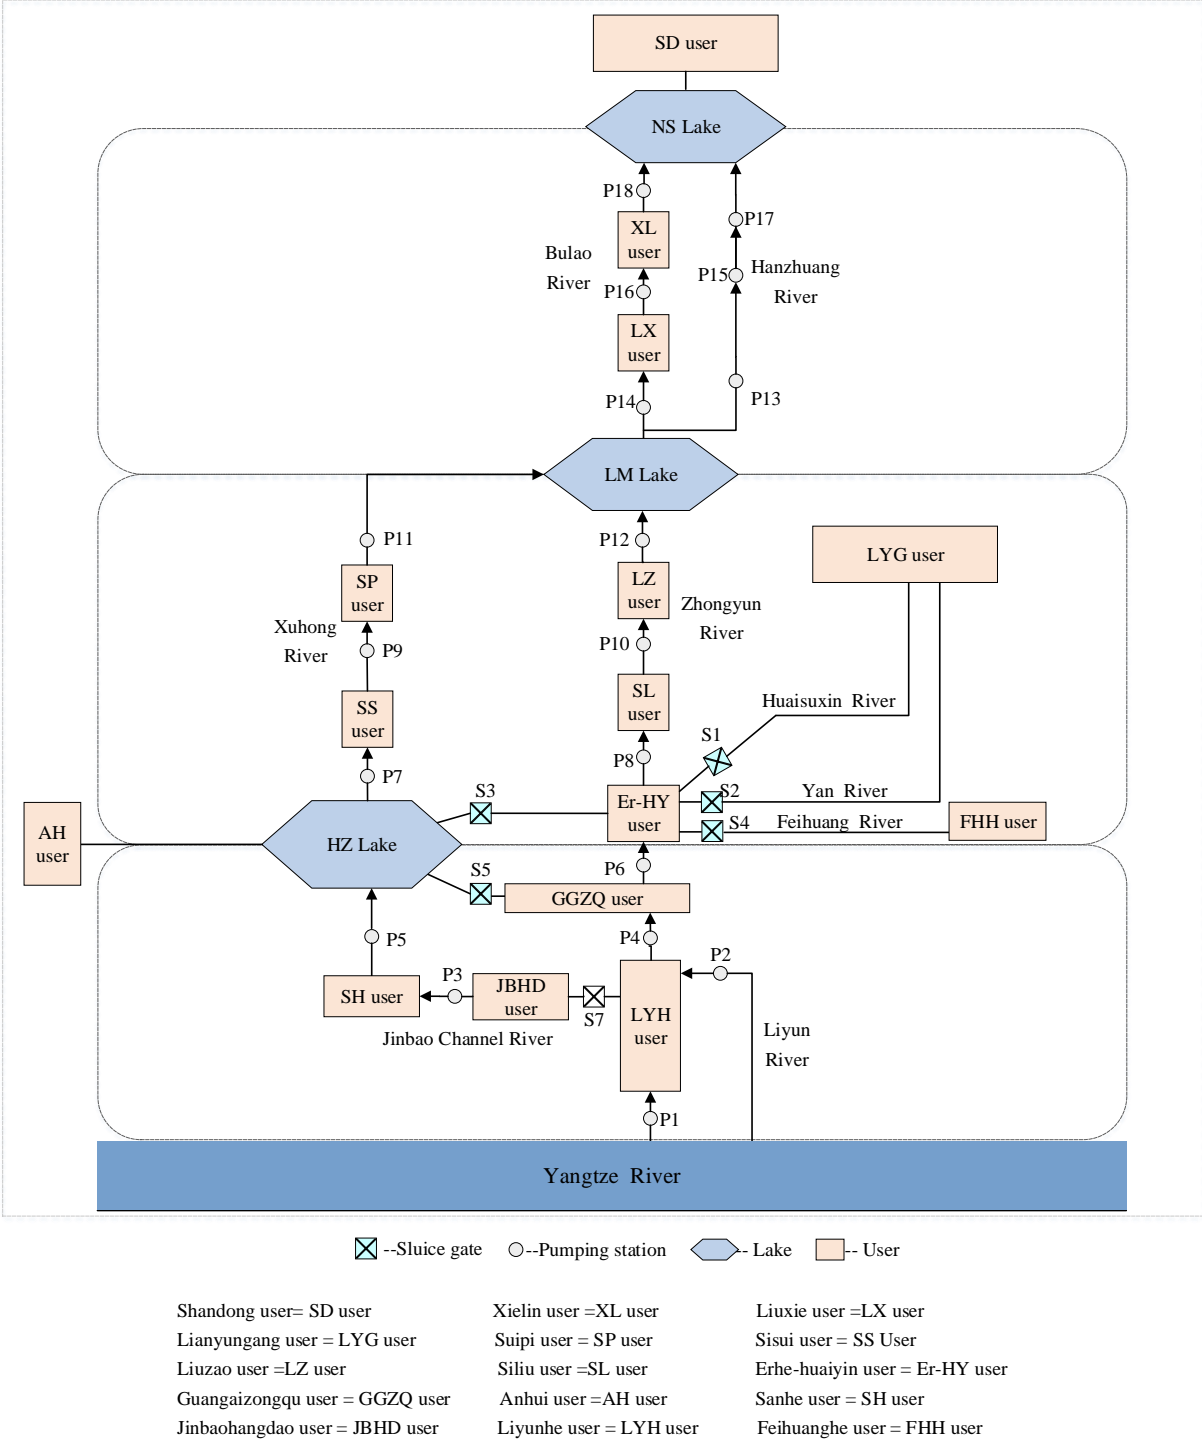 SD user
NS Lake
P18
P17
XL
user
Bulao
River
P15
Hanzhuang
River
P16
LX
user
P14
P13
LM Lake
P11
P12
LYG user
SP
user
LZ
user
Zhongyun
River
Xuhong
River
P9
P10
SS
user
SL
user
Huaisuxin River
S1
P8
P7
S3
S2
Yan River
AH
user
Er-HY
user
S4
Feihuang River
FHH user
HZ Lake
P6
S5
GGZQ user
P4
P5
P2
P3
SH user
JBHD
user
S7
LYH
user
Jinbao Channel River
Liyun
River
P1
Yangtze River
--Sluice gate
--Pumping station
-- Lake
-- User
Shandong user= SD user
Xielin user =XL user
Liuxie user =LX user
Lianyungang user = LYG user
Suipi user = SP user
Sisui user = SS User
Liuzao user =LZ user
Siliu user =SL user
Erhe-huaiyin user = Er-HY user
Guangaizongqu user = GGZQ user
Anhui user =AH user
Sanhe user = SH user
Jinbaohangdao user = JBHD user
Liyunhe user = LYH user
Feihuanghe user = FHH user